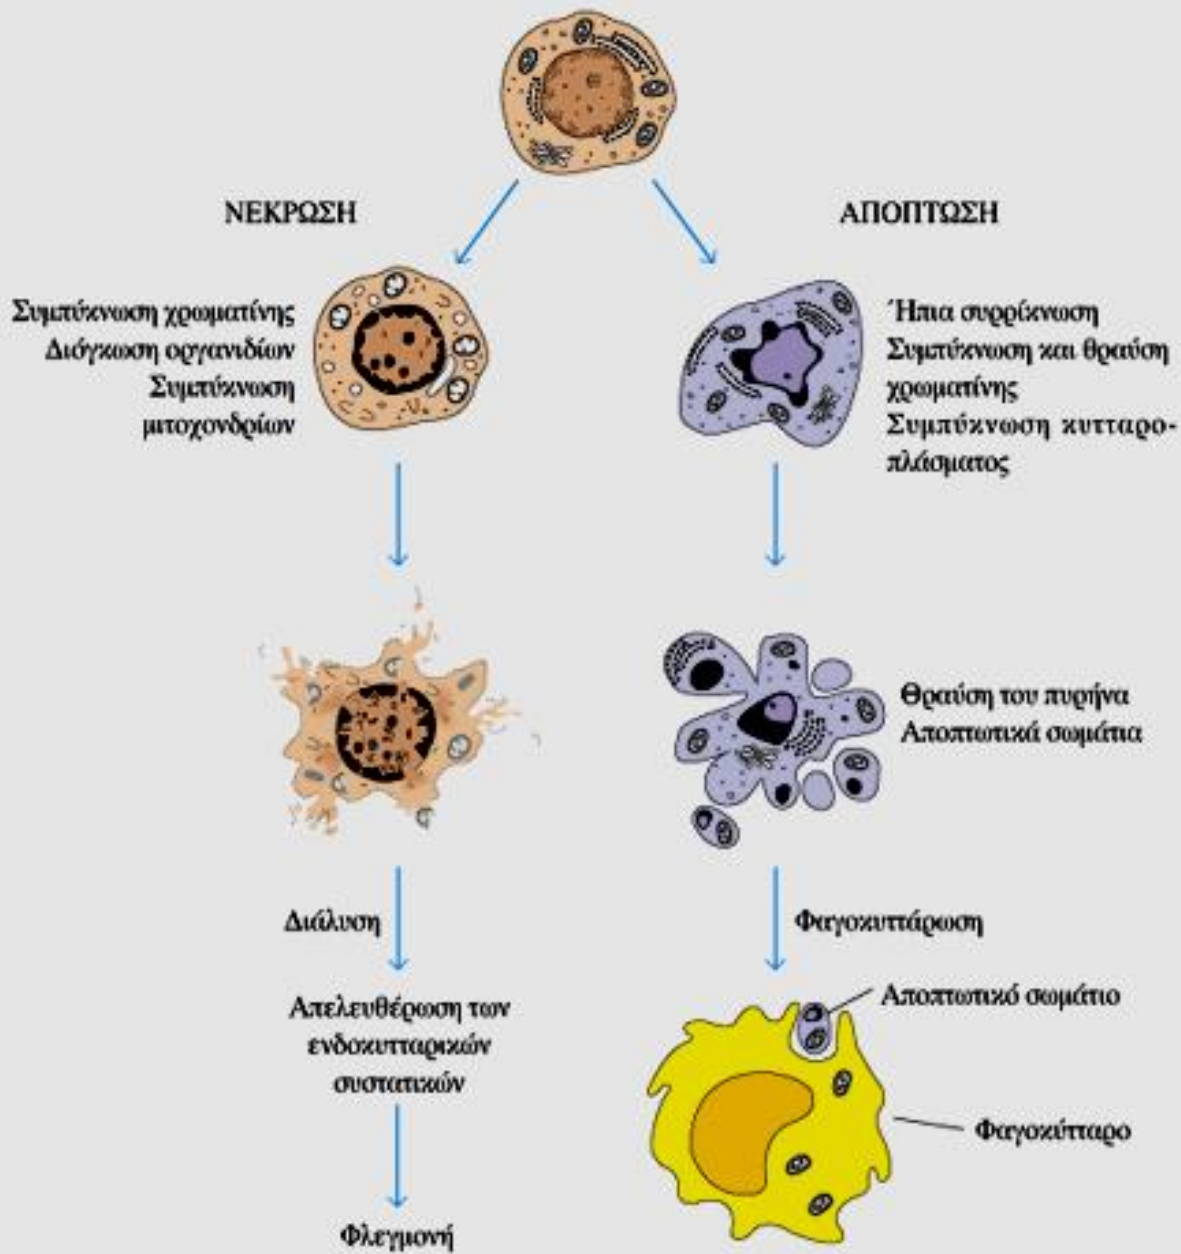 ΝΕΚΡΩΣΗ
ΑΠΟΠΤΩΣΗ
Συμπύκνωση χρωματίνης
Διόγκωση οργανιδίων
Συμπύκνωση
μιτοχονδρίων
Ήπια συρρίκνωση
Συμπύκνωση και θραύση
χρωματίνης
Συμπύκνωση κυτταρο-
πλάσματος
Θραύση του πυρήνα
Αποπτωτικά σωμάτια
Διάλυση
Φαγοκυττάρωση
Απελευθέρωση των
ενδοκυτταρικών
συστατικών
Αποπτωτικό σωμάτιο
Φαγοκύτταρο
Φλεγμονή